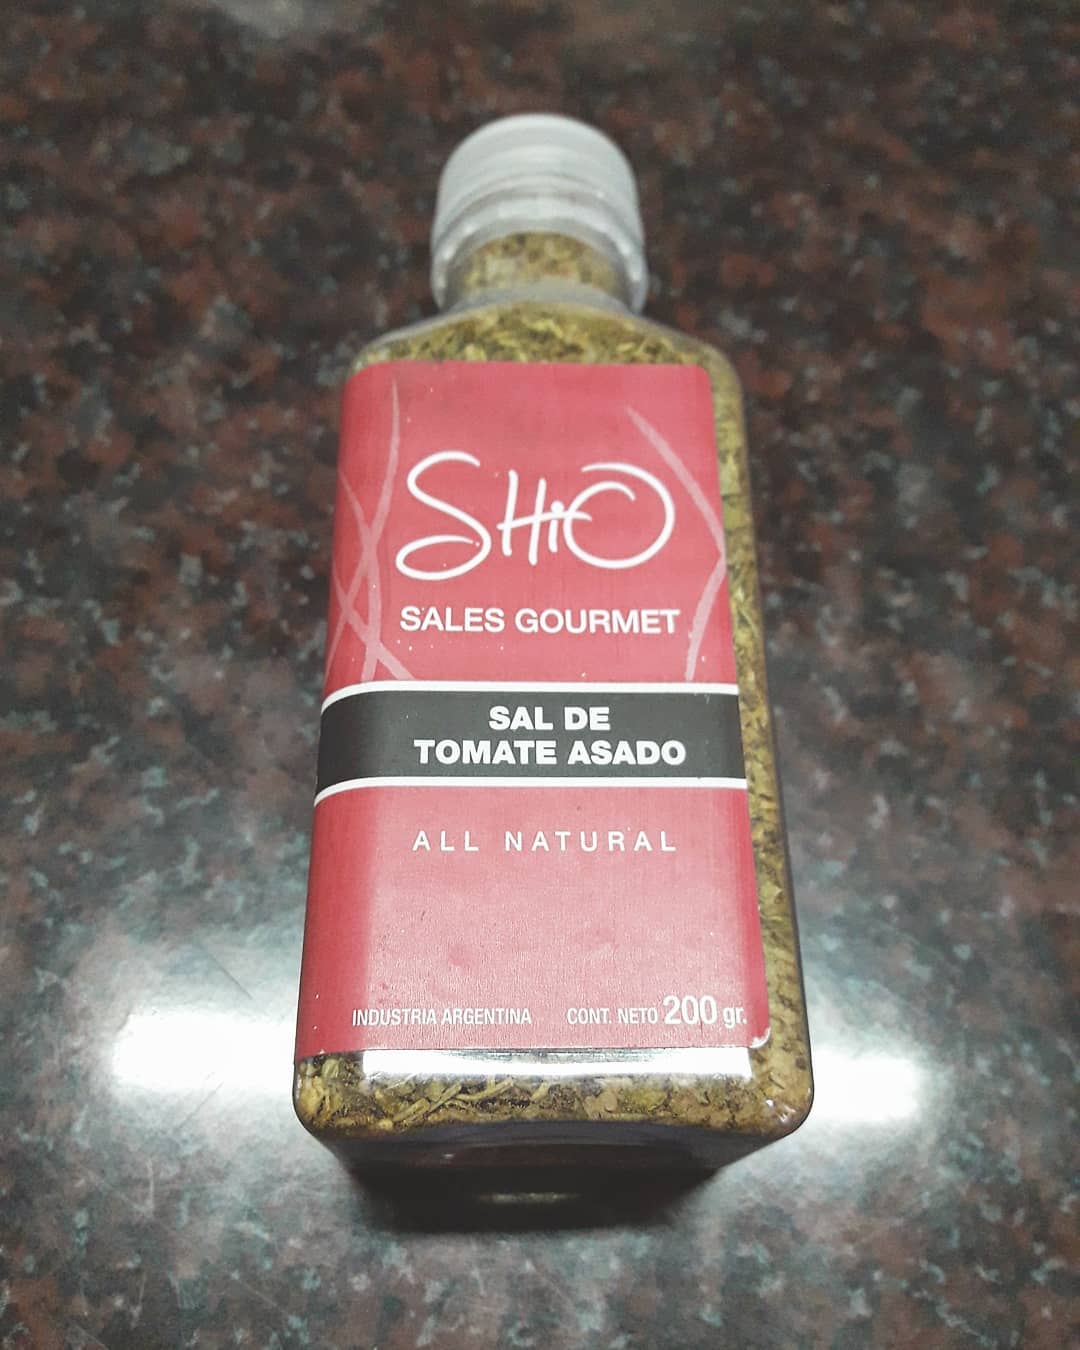 SHiO
SALES GOURMET
SAL DE
TOMATE ASADO
ALL NATURAL
INDUSTRIA ARGENTINA CONT. NETO 200 gr.